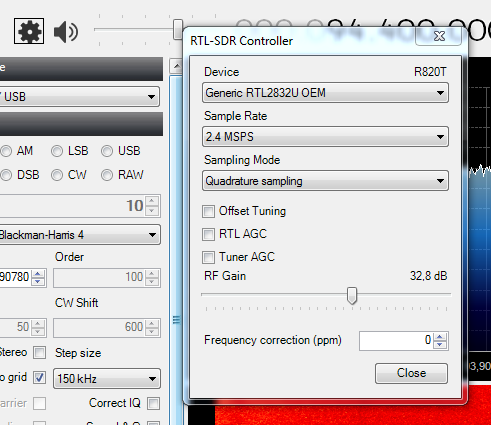 94.400.000
RTL-SDR Controller
Device R820T
Generic RTL2832U OEM
Sample Rate
2.4 MSPS
Sampling Mode
Quadrature sampling
Offset Tuning
RTL AGC
Tuner AGC
RF Gain 32,8 dB
Frequency correction (ppm) 0
Close
USB
AM LSB USB
DSB CW RAW
10
Blackman-Harris 4
Order
90780 100
CW Shift
50 600
Stereo Step size
o grid 150 kHz
arrier Correct IQ
3,90